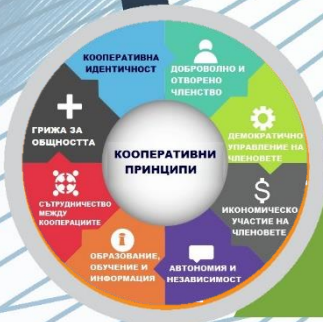 КООПЕРАТИВНА
ИДЕНТИЧНОСТ
ДОБРОВОЛНО И
ОТВОРЕНО
ЧЛЕНСТВО
ДЕМОКРАТИЧНО
УПРАВЛЕНИЕ НА
ЧЛЕНОВЕТЕ
ИКОНОМИЧЕСКО
УЧАСТИЕ НА
ЧЛЕНОВЕТЕ
АВТОНОМИЯ И
НЕЗАВИСИМОСТ
ОБРАЗОВАНИЕ,
ОБУЧЕНИЕ И
ИНФОРМАЦИЯ
СЪТРУДНИЧЕСТВО
МЕЖДУ
КООПЕРАЦИИТЕ
ГРИЖА ЗА
ОБЩНОСТТА
КООПЕРАТИВНИ
ПРИНЦИПИ